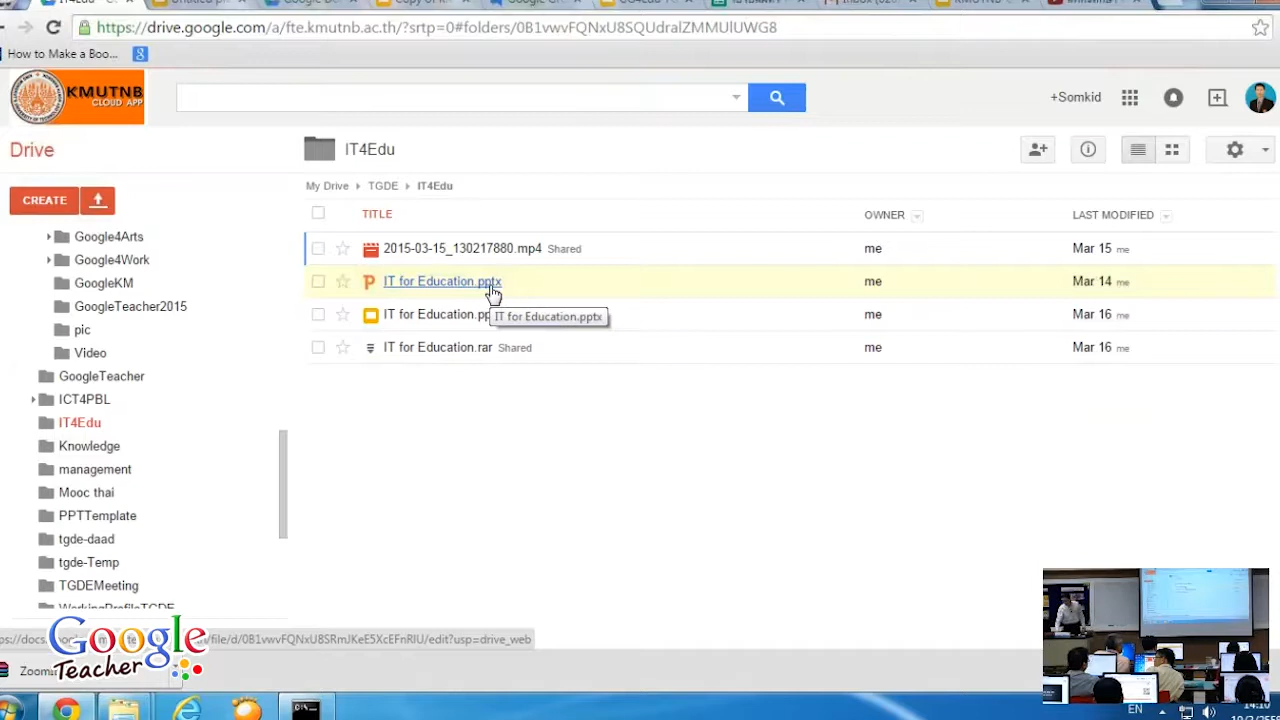 https://drive.google.com/a/fte.kmutnb.ac.th/?srtp=0#folders/0B1vwvFQNxU8SQUdralZMMUlUWG8
How to Make a Boo...
KMUTNB
CLOUD APP
+Somkid
Drive
IT4Edu
My Drive
TGDE
IT4Edu
CREATE
TITLE
OWNER
LAST MODIFIED
2015-03-15_130217880.mp4 Shared
me
Mar 15 me
IT for Education.pptx
me
Mar 14 me
IT for Education.pp
IT for Education.pptx
me
Mar 16 me
IT for Education.rar Shared
me
Mar 16 me
Google4Arts
Google4Work
GoogleKM
GoogleTeacher2015
pic
Video
GoogleTeacher
ICT4PBL
IT4Edu
Knowledge
management
Mooc thai
PPTTemplate
tgde-daad
tgde-Temp
TGDEMeeting
WorkingProfileTGDE
Google
Teacher
Zoom
EN
14:10